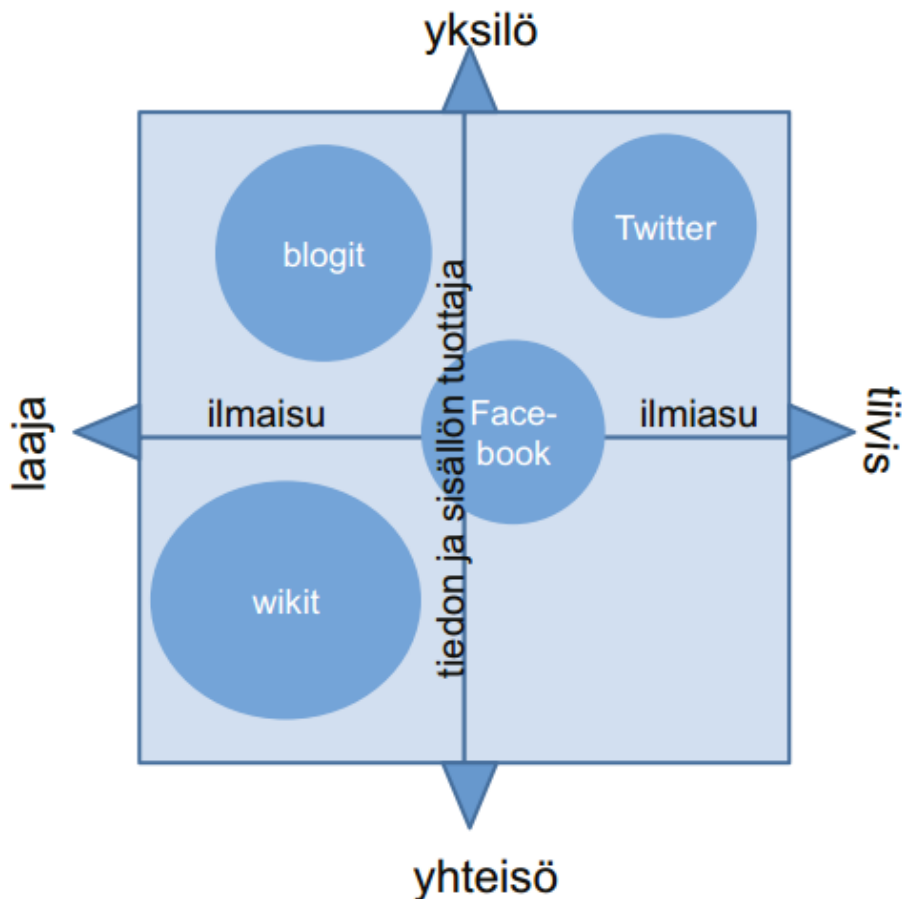 yksilö
Twitter
blogit
tiedon ja sisällön tuottaja
laaja
ilmaisu
Face-
book
ilmiasu
tiivis
wikit
yhteisö